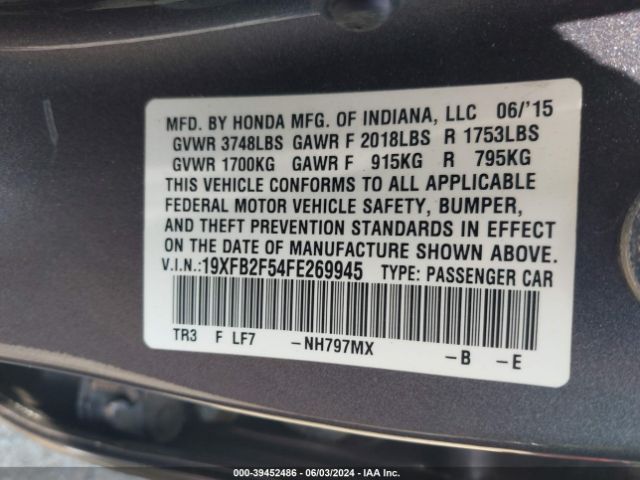 MFD. BY HONDA MFG. OF INDIANA, LLC 06/'15
GVWR 3748LBS GAWR F 2018LBS R 1753LBS
GVWR 1700KG GAWR F 915KG R 795KG
THIS VEHICLE CONFORMS TO ALL APPLICABLE
FEDERAL MOTOR VEHICLE SAFETY, BUMPER,
AND THEFT PREVENTION STANDARDS IN EFFECT
ON THE DATE OF MANUFACTURE SHOWN ABOVE.
V.I.N.:19XFB2F54FE269945 TYPE: PASSENGER CAR
TR3 F LF7 -NH797MX -B -E
000-39452486 - 06/03/2024 - IAA Inc.